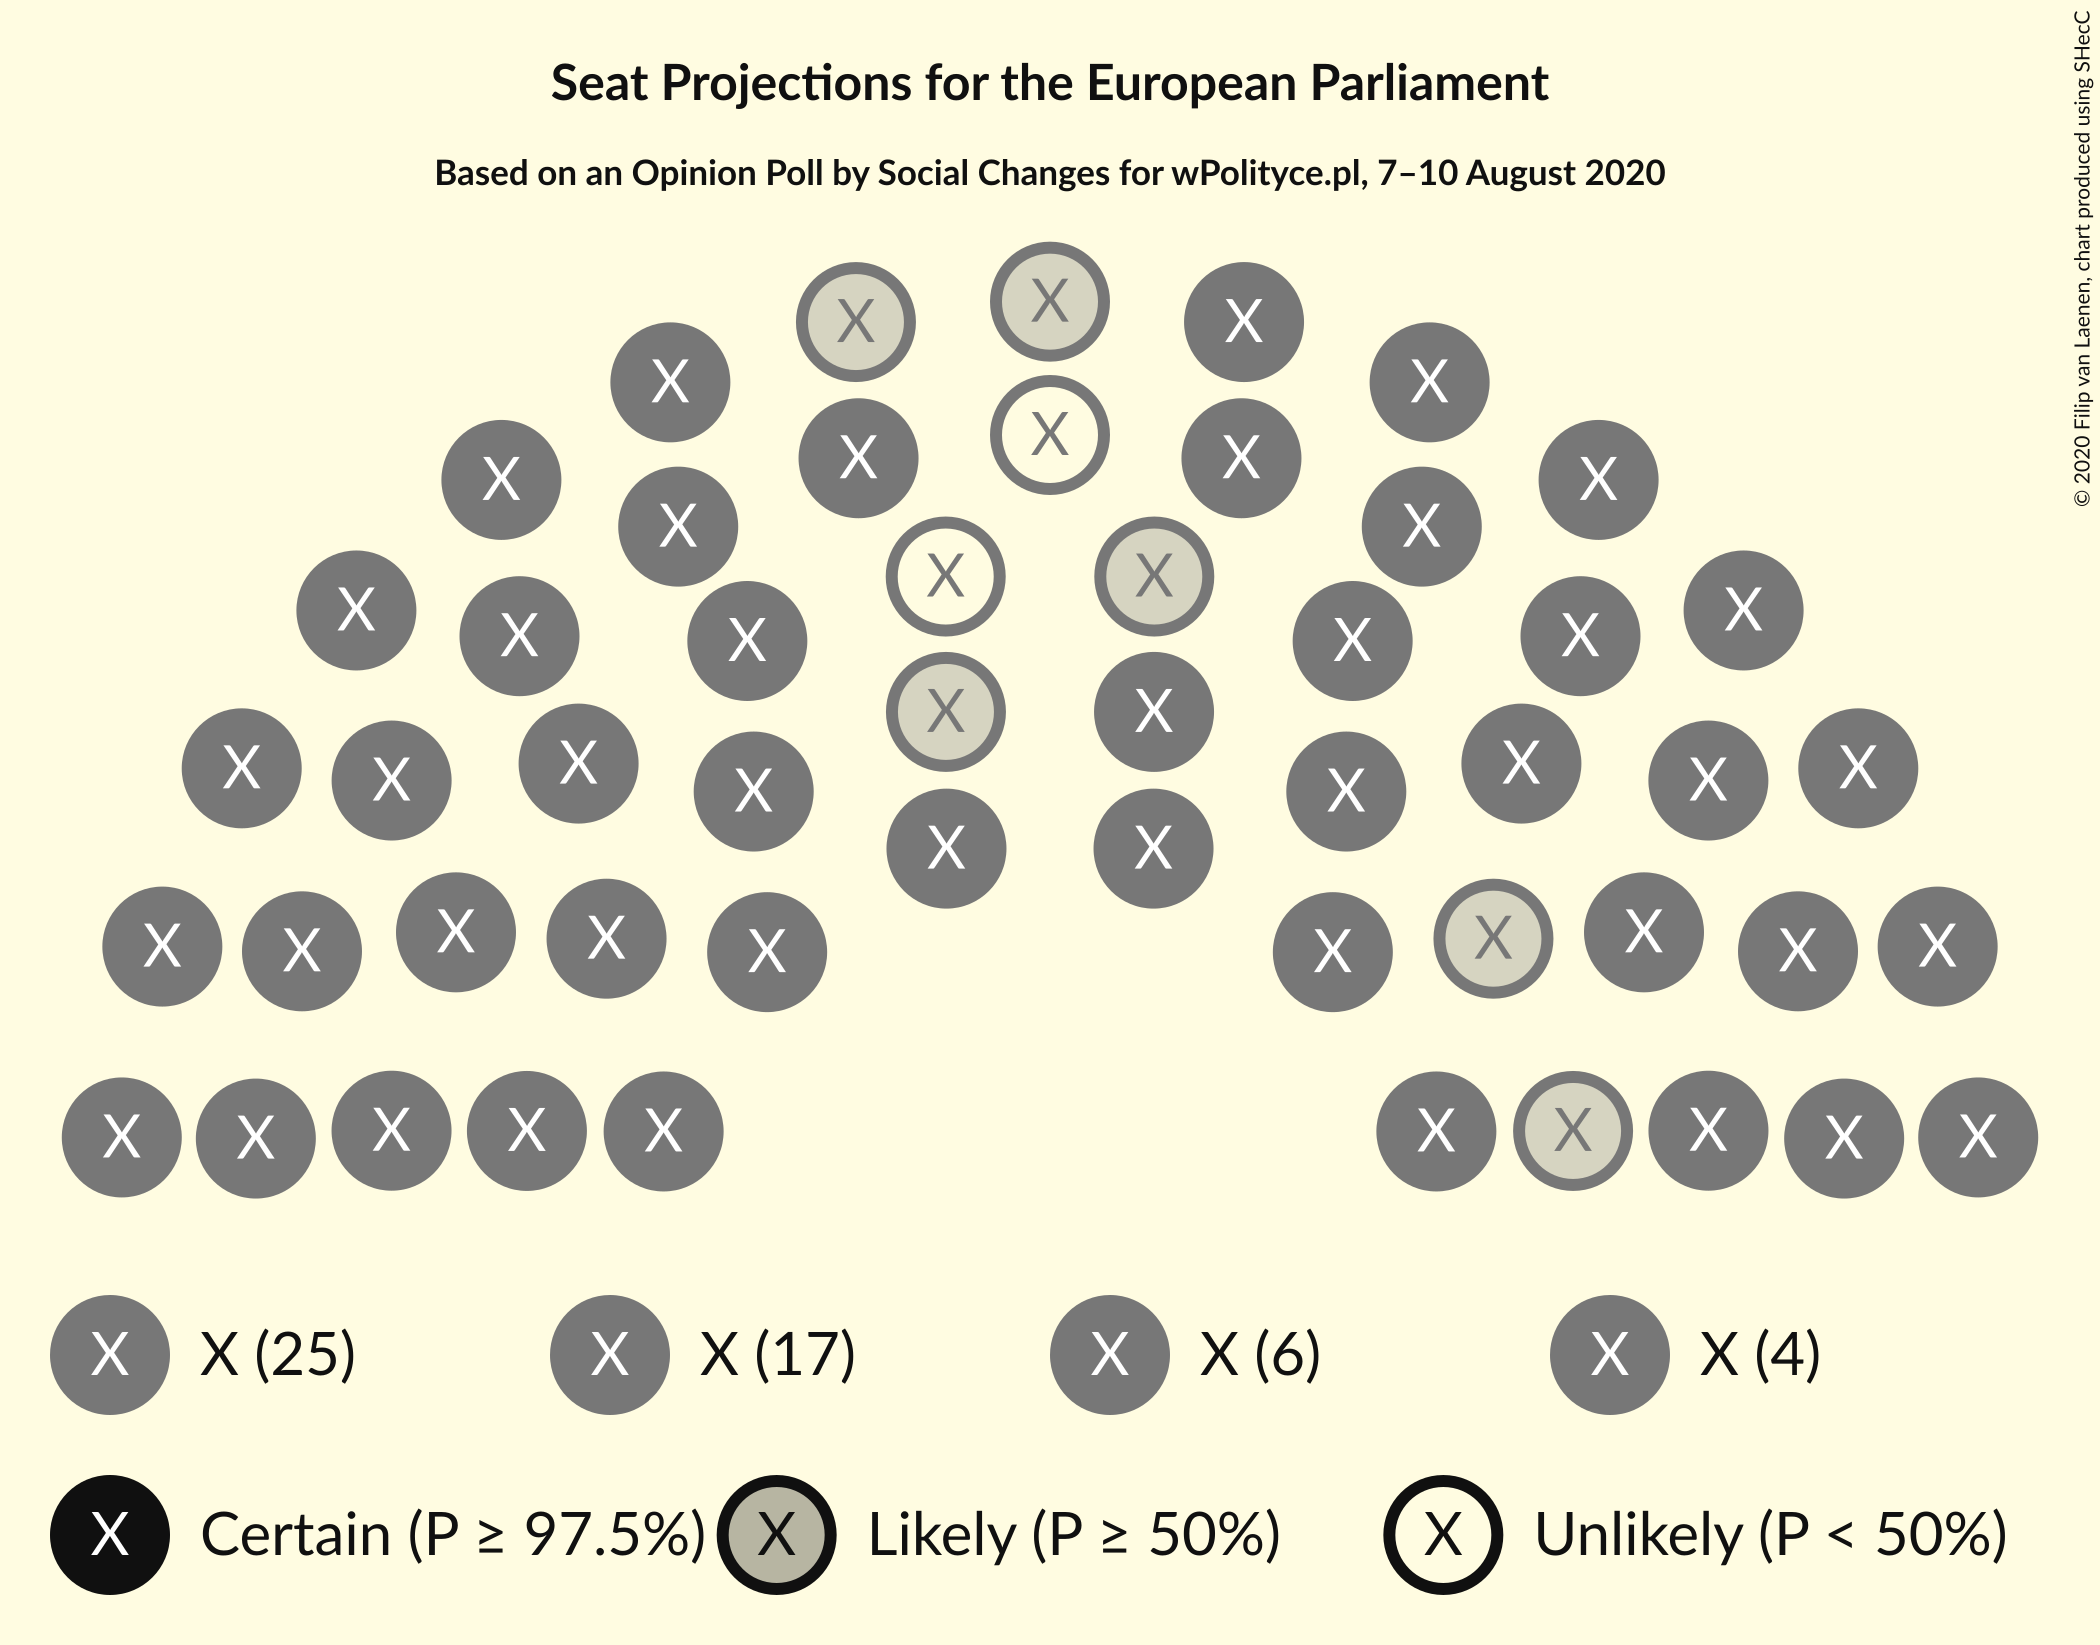 © 2020 Filip van Laenen, chart produced using SHecC
Seat Projections for the European Parliament
Based on an Opinion Poll by Social Changes for wPolityce.pl, 7–10 August 2020
X X X
X X
X X X X X
X X
X X X X X X X X
X X
X X X X X X X X
X X
X X X X X X X X X X
X X X X X X X X X X
X X (25) X X (17) X X (6) X X (4)
X Certain (P ≥ 97.5%) X Likely (P ≥ 50%) X Unlikely (P < 50%)